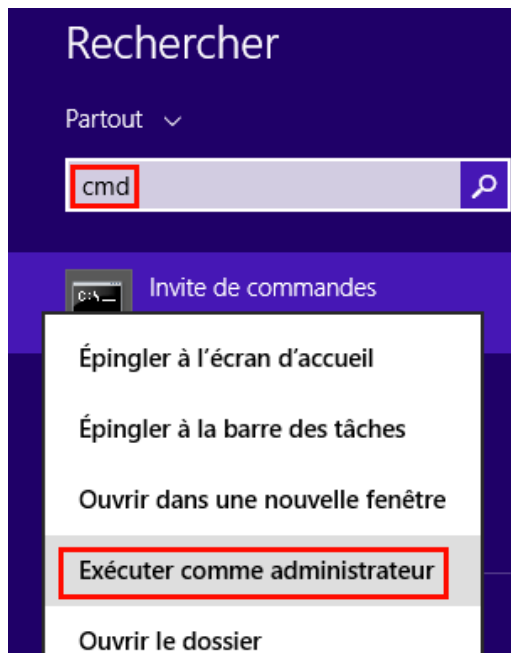 Rechercher
Partout
cmd
C:\_
Invite de commandes
Épingler à l'écran d'accueil
Épingler à la barre des tâches
Ouvrir dans une nouvelle fenêtre
Exécuter comme administrateur
Ouvrir le dossier